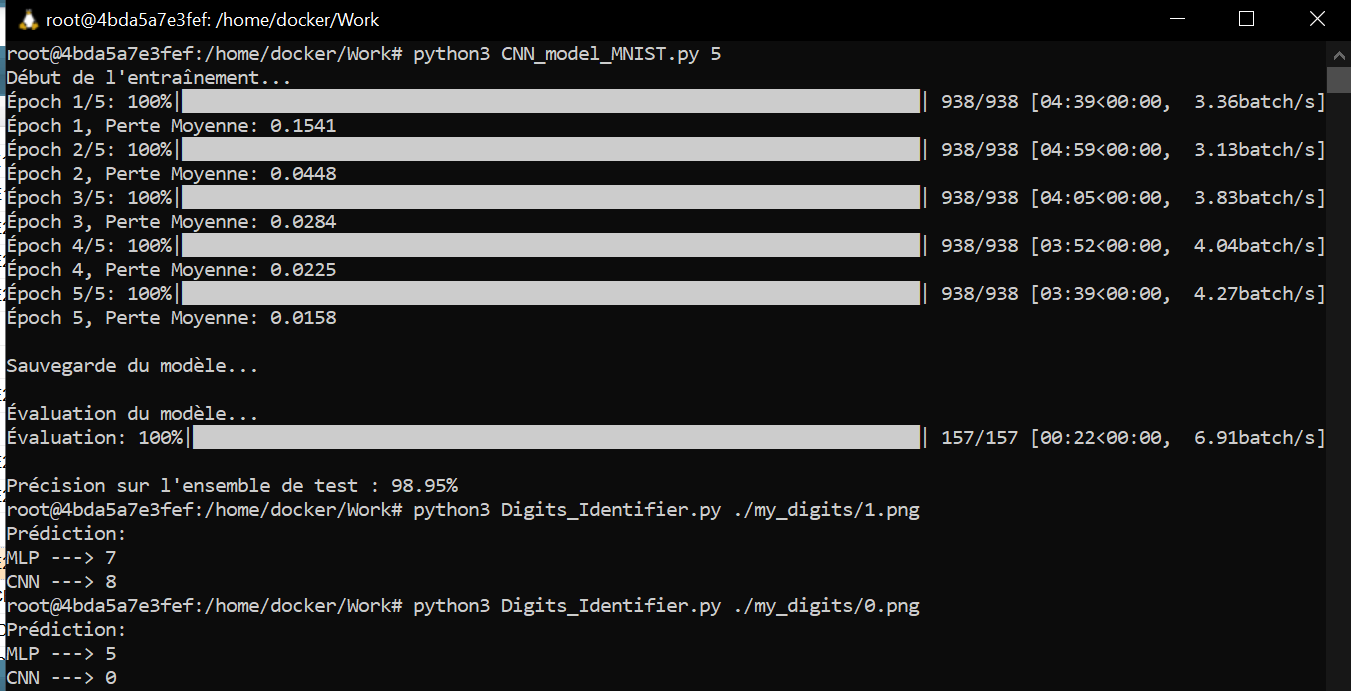 root@4bda5a7e3fef: /home/docker/Work
root@4bda5a7e3fef:/home/docker/Work# python3 CNN_model_MNIST.py 5
Début de l'entraînement...
Époch 1/5: 100%| | 938/938 [04:39<00:00, 3.36batch/s]
Époch 1, Perte Moyenne: 0.1541
Époch 2/5: 100%| | 938/938 [04:59<00:00, 3.13batch/s]
Époch 2, Perte Moyenne: 0.0448
Époch 3/5: 100%| | 938/938 [04:05<00:00, 3.83batch/s]
Époch 3, Perte Moyenne: 0.0284
Époch 4/5: 100%| | 938/938 [03:52<00:00, 4.04batch/s]
Époch 4, Perte Moyenne: 0.0225
Époch 5/5: 100%| | 938/938 [03:39<00:00, 4.27batch/s]
Époch 5, Perte Moyenne: 0.0158
Sauvegarde du modèle...
Évaluation du modèle...
Évaluation: 100%| | 157/157 [00:22<00:00, 6.91batch/s]
Précision sur l'ensemble de test : 98.95%
root@4bda5a7e3fef:/home/docker/Work# python3 Digits_Identifier.py ./my_digits/1.png
Prédiction:
MLP ---> 7
CNN ---> 8
root@4bda5a7e3fef:/home/docker/Work# python3 Digits_Identifier.py ./my_digits/0.png
Prédiction:
MLP ---> 5
CNN ---> 0